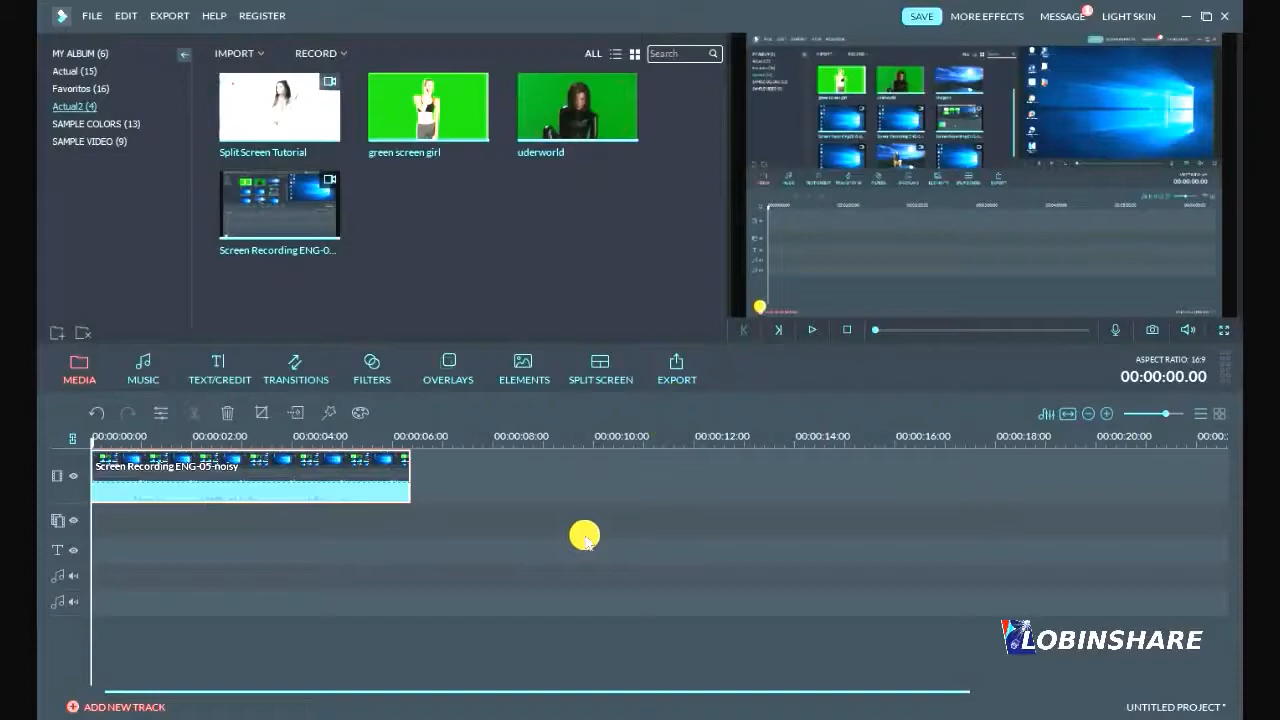 FILE EDIT EXPORT HELP REGISTER SAVE MORE EFFECTS MESSAGE LIGHT SKIN
MY ALBUM (6)
Actual (15)
Favoritos (16)
Actual2 (4)
SAMPLE COLORS (13)
SAMPLE VIDEO (9)
IMPORT RECORD ALL Search
Split Screen Tutorial green screen girl uderworld
Screen Recording ENG-0...
MEDIA MUSIC TEXT/CREDIT TRANSITIONS FILTERS OVERLAYS ELEMENTS SPLIT SCREEN EXPORT
ASPECT RATIO: 16:9
00:00:00.00
00:00:00:00 00:00:02:00 00:00:04:00 00:00:06:00 00:00:08:00 00:00:10:00 00:00:12:00 00:00:14:00 00:00:16:00 00:00:18:00 00:00:20:00 00:00:
Screen Recording ENG-05-noisy
LOBINSHARE
ADD NEW TRACK UNTITLED PROJECT *